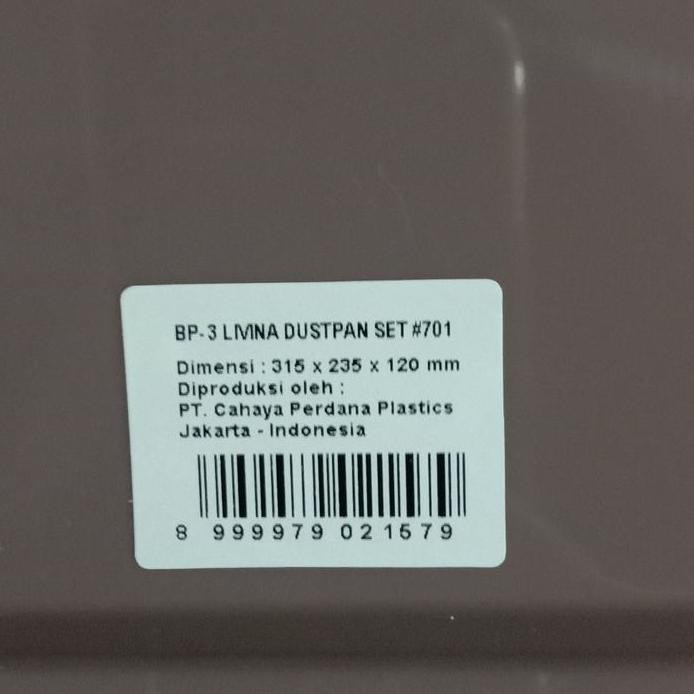 BP-3 LIVINA DUSTPAN SET #701
Dimensi : 315 x 235 x 120 mm
Diproduksi oleh :
PT. Cahaya Perdana Plastics
Jakarta - Indonesia
8 999979 021579